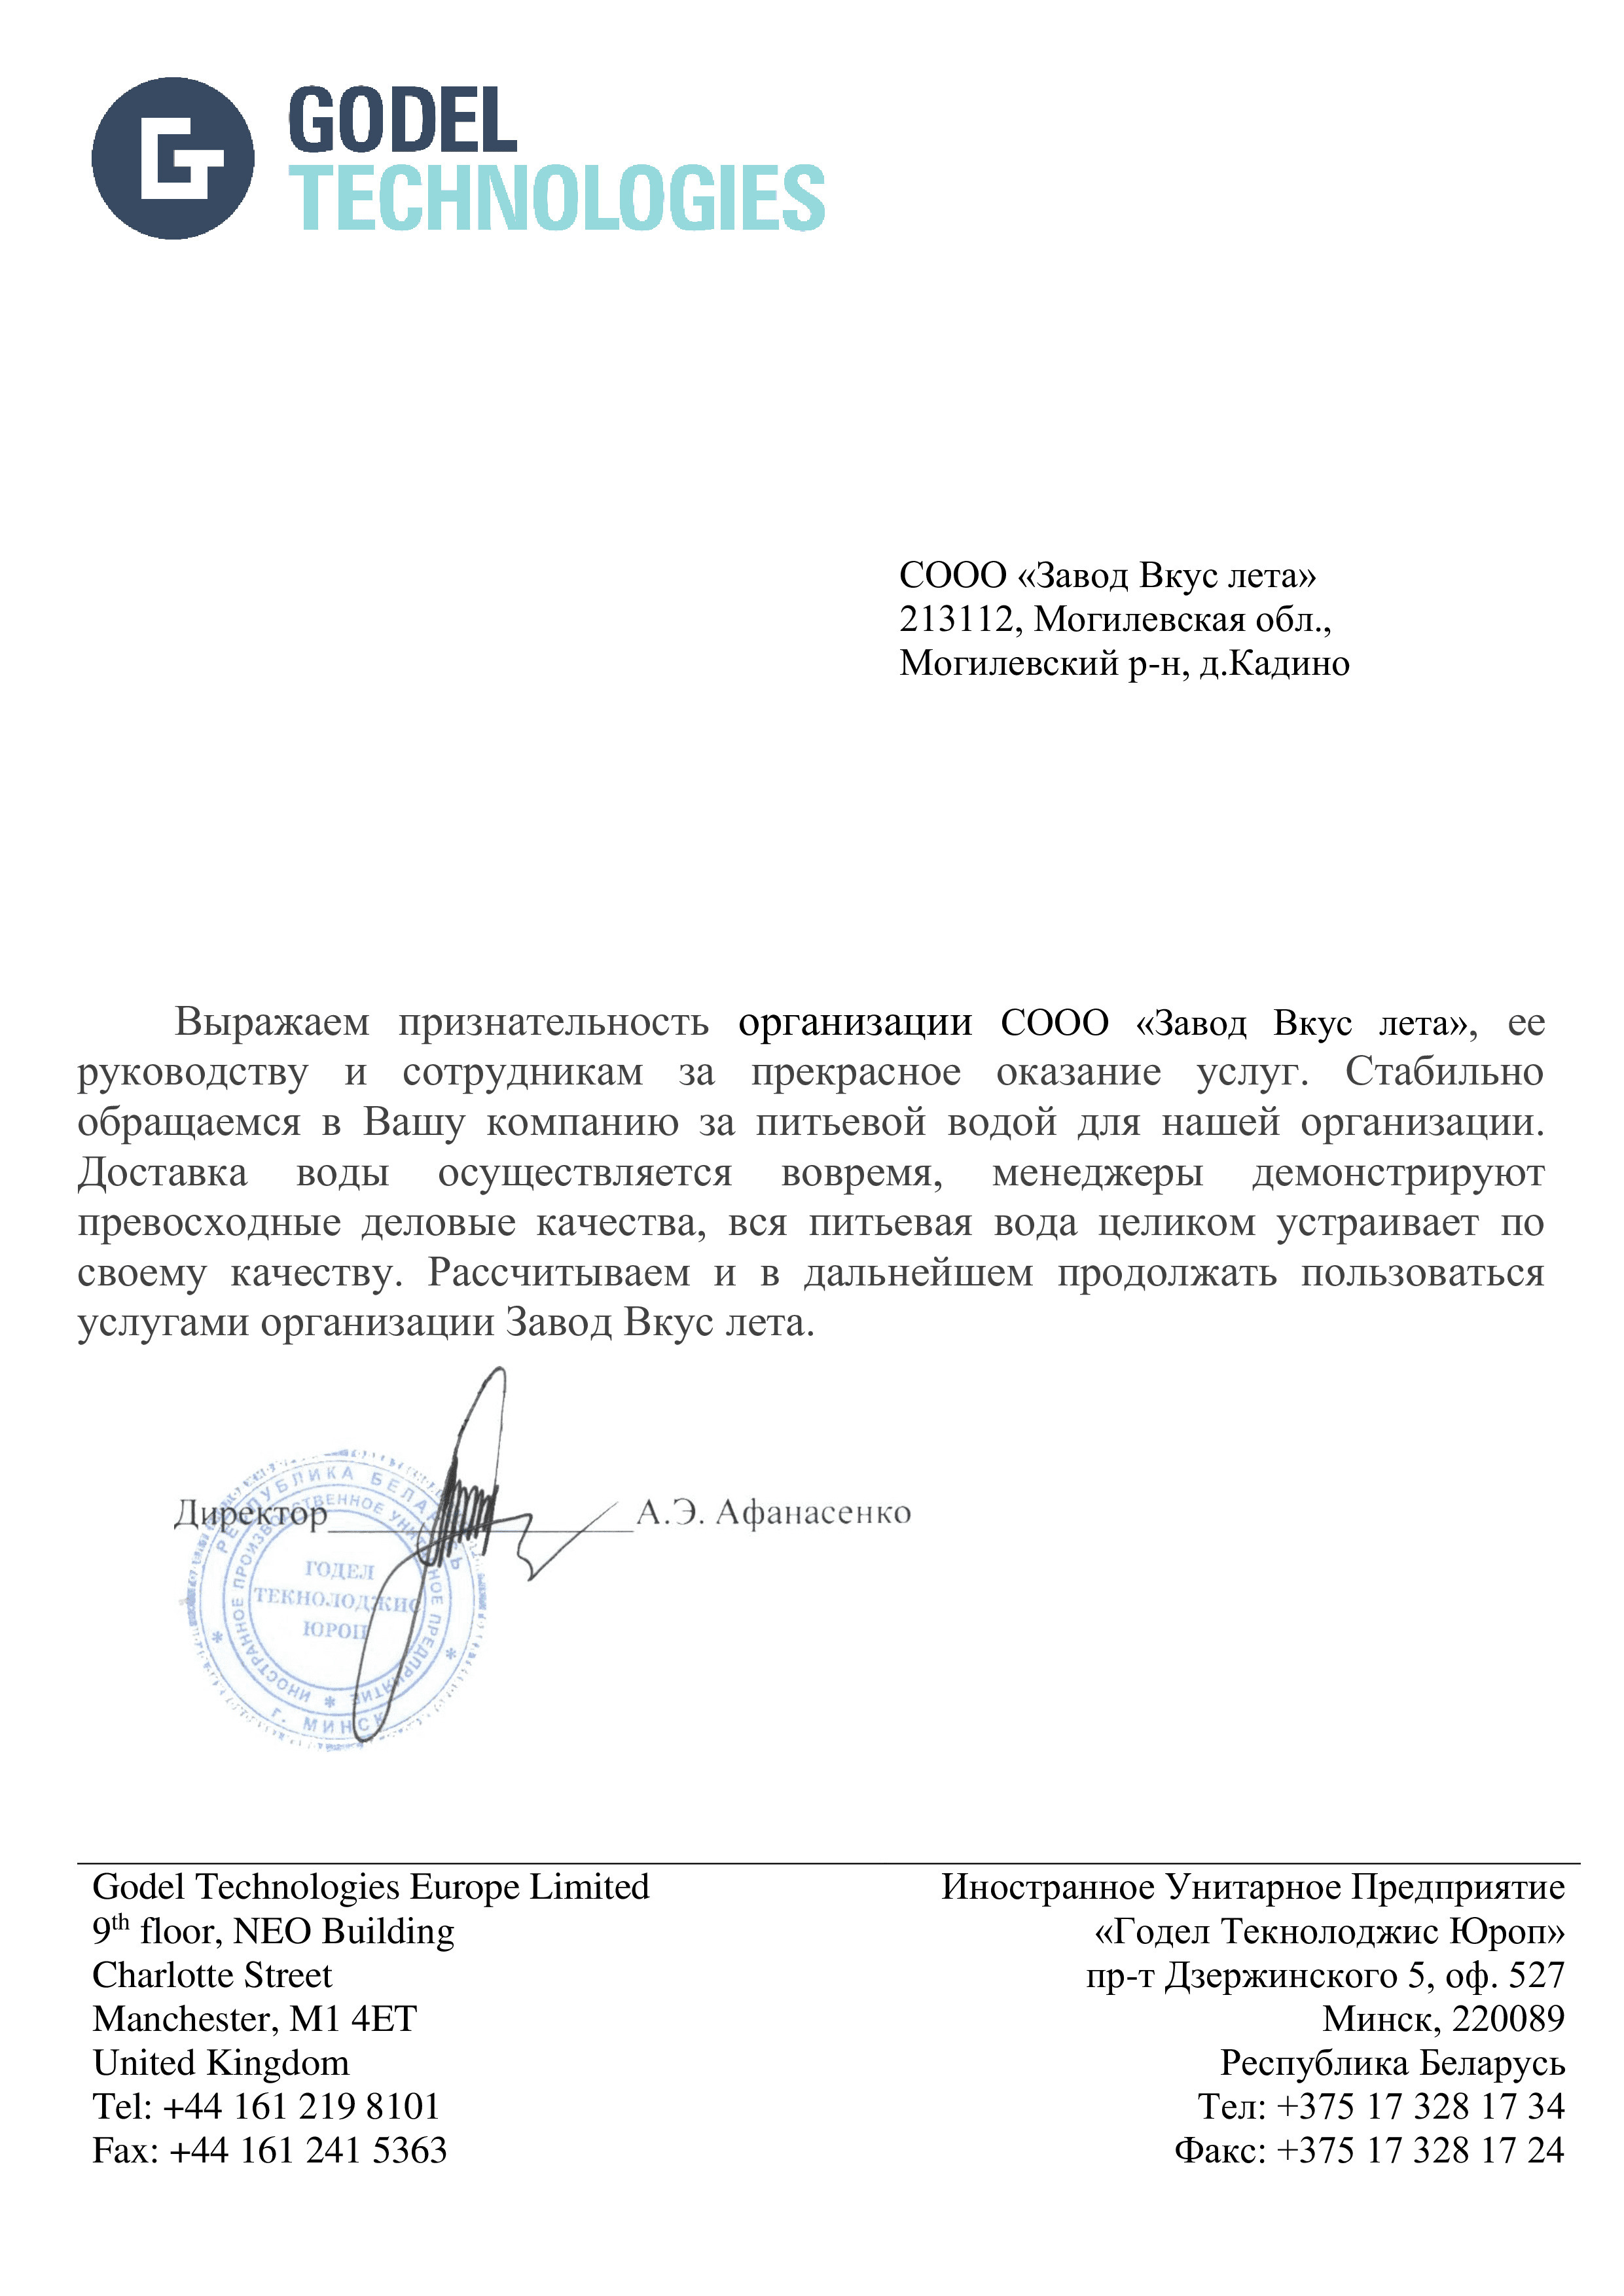 GODEL
TECHNOLOGIES
СООО «Завод Вкус лета»
213112, Могилевская обл.,
Могилевский р-н, д.Кадино
Выражаем признательность организации СООО «Завод Вкус лета», ее
руководству и сотрудникам за прекрасное оказание услуг. Стабильно
обращаемся в Вашу компанию за питьевой водой для нашей организации.
Доставка воды осуществляется вовремя, менеджеры демонстрируют
превосходные деловые качества, вся питьевая вода целиком устраивает по
своему качеству. Рассчитываем и в дальнейшем продолжать пользоваться
услугами организации Завод Вкус лета.
Директор_______________А.Э. Афанасенко
РЕСПУБЛИКА БЕЛАРУСЬ
ИНОСТРАННОЕ ПРОИЗВОДСТВЕННОЕ УНИТАРНОЕ ПРЕДПРИЯТИЕ
ГОДЕЛ
ТЕКНОЛОДЖИС
ЮРОП
г. МИНСК
Godel Technologies Europe Limited
9th floor, NEO Building
Charlotte Street
Manchester, M1 4ET
United Kingdom
Tel: +44 161 219 8101
Fax: +44 161 241 5363
Иностранное Унитарное Предприятие
«Годел Текнолоджис Юроп»
пр-т Дзержинского 5, оф. 527
Минск, 220089
Республика Беларусь
Тел: +375 17 328 17 34
Факс: +375 17 328 17 24